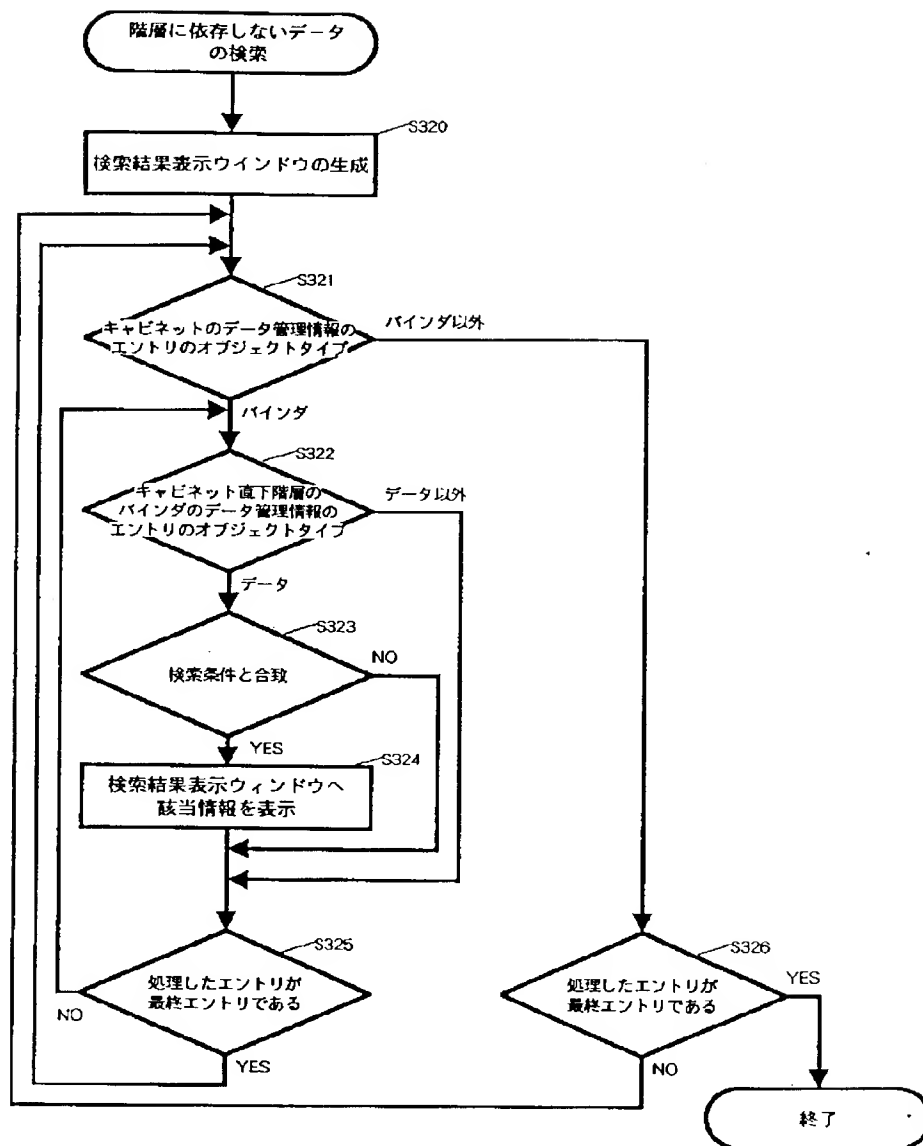 階層に依存しないデータ
の検索
S320
検索結果表示ウインドウの生成
S321
キャビネットのデータ管理情報の
エントリのオブジェクトタイプ
バインダ以外
バインダ
S322
キャビネット直下階層の
バインダのデータ管理情報の
エントリのオブジェクトタイプ
データ以外
データ
S323
検索条件と合致
NO
YES
S324
検索結果表示ウィンドウへ
該当情報を表示
S325
処理したエントリが
最終エントリである
NO
YES
S326
処理したエントリが
最終エントリである
YES
NO
終了